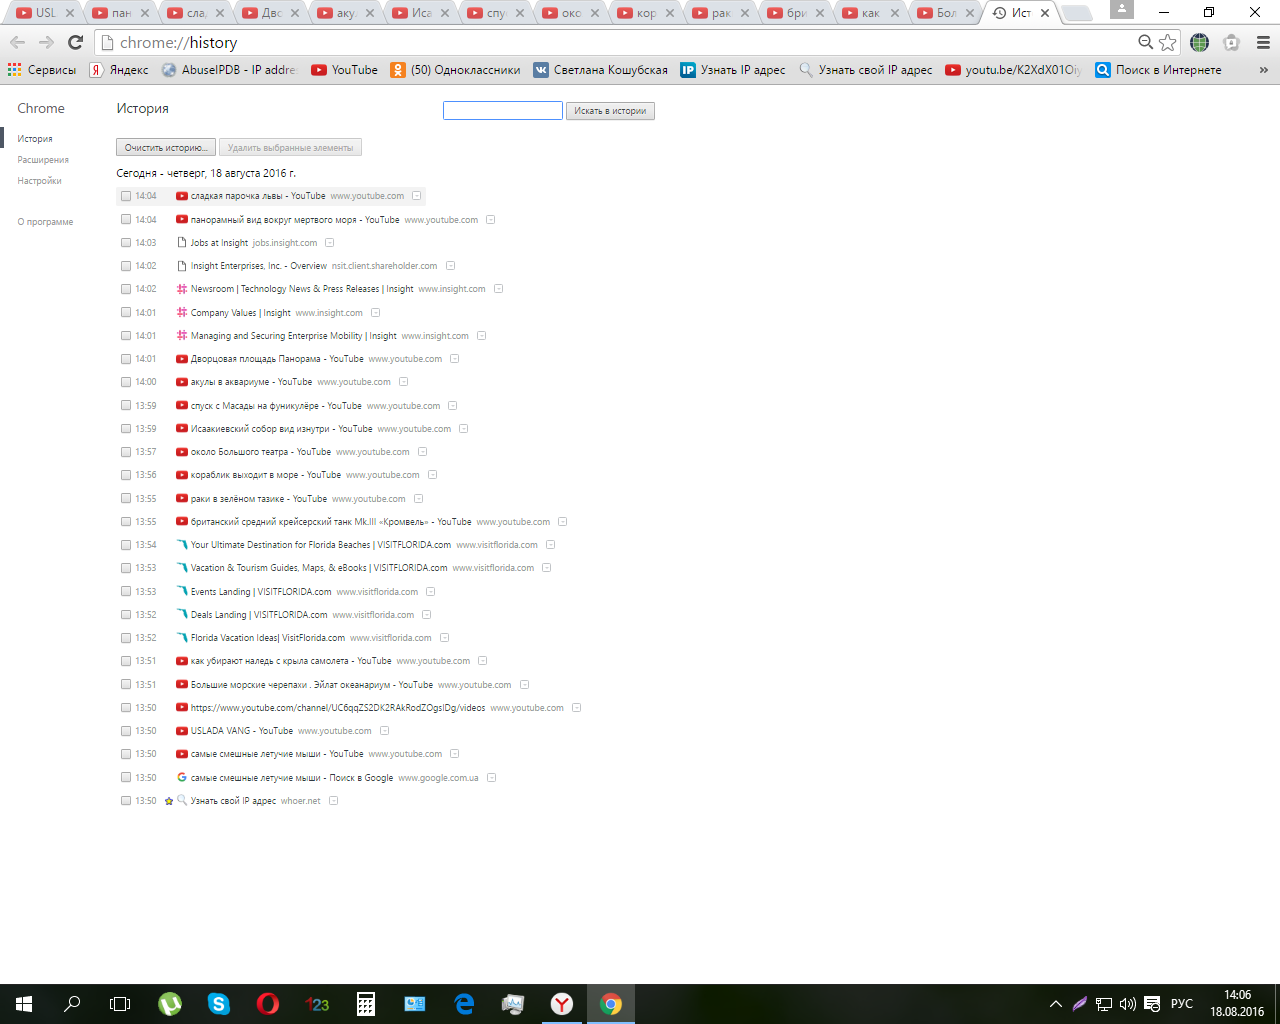 USL пан сла Дво аку Иса спу око кор рак бри как Бол Ист
chrome://history
Сервисы Яндекс AbuseIPDB - IP addre YouTube (50) Одноклассники Светлана Кошубская Узнать IP адрес Узнать свой IP адрес youtu.be/K2XdX01Oiy Поиск в Интернете »
Chrome
История
Расширения
Настройки
О программе
История
Искать в истории
Очистить историю... Удалить выбранные элементы
Сегодня - четверг, 18 августа 2016 г.
14:04 сладкая парочка львы - YouTube www.youtube.com
14:04 панорамный вид вокруг мертвого моря - YouTube www.youtube.com
14:03 Jobs at Insight jobs.insight.com
14:02 Insight Enterprises, Inc. - Overview nsit.client.shareholder.com
14:02 Newsroom | Technology News & Press Releases | Insight www.insight.com
14:01 Company Values | Insight www.insight.com
14:01 Managing and Securing Enterprise Mobility | Insight www.insight.com
14:01 Дворцовая площадь Панорама - YouTube www.youtube.com
14:00 акулы в аквариуме - YouTube www.youtube.com
13:59 спуск с Масады на фуникулёре - YouTube www.youtube.com
13:59 Исаакиевский собор вид изнутри - YouTube www.youtube.com
13:57 около Большого театра - YouTube www.youtube.com
13:56 кораблик выходит в море - YouTube www.youtube.com
13:55 раки в зелёном тазике - YouTube www.youtube.com
13:55 британский средний крейсерский танк Mk.III «Кромвель» - YouTube www.youtube.com
13:54 Your Ultimate Destination for Florida Beaches | VISITFLORIDA.com www.visitflorida.com
13:53 Vacation & Tourism Guides, Maps, & eBooks | VISITFLORIDA.com www.visitflorida.com
13:53 Events Landing | VISITFLORIDA.com www.visitflorida.com
13:52 Deals Landing | VISITFLORIDA.com www.visitflorida.com
13:52 Florida Vacation Ideas| VisitFlorida.com www.visitflorida.com
13:51 как убирают наледь с крыла самолета - YouTube www.youtube.com
13:51 Большие морские черепахи . Эйлат океанариум - YouTube www.youtube.com
13:50 https://www.youtube.com/channel/UC6qqZS2DK2RAkRodZOgsIDg/videos www.youtube.com
13:50 USLADA VANG - YouTube www.youtube.com
13:50 самые смешные летучие мыши - YouTube www.youtube.com
13:50 самые смешные летучие мыши - Поиск в Google www.google.com.ua
13:50 Узнать свой IP адрес whoer.net
123 РУС 14:06
18.08.2016